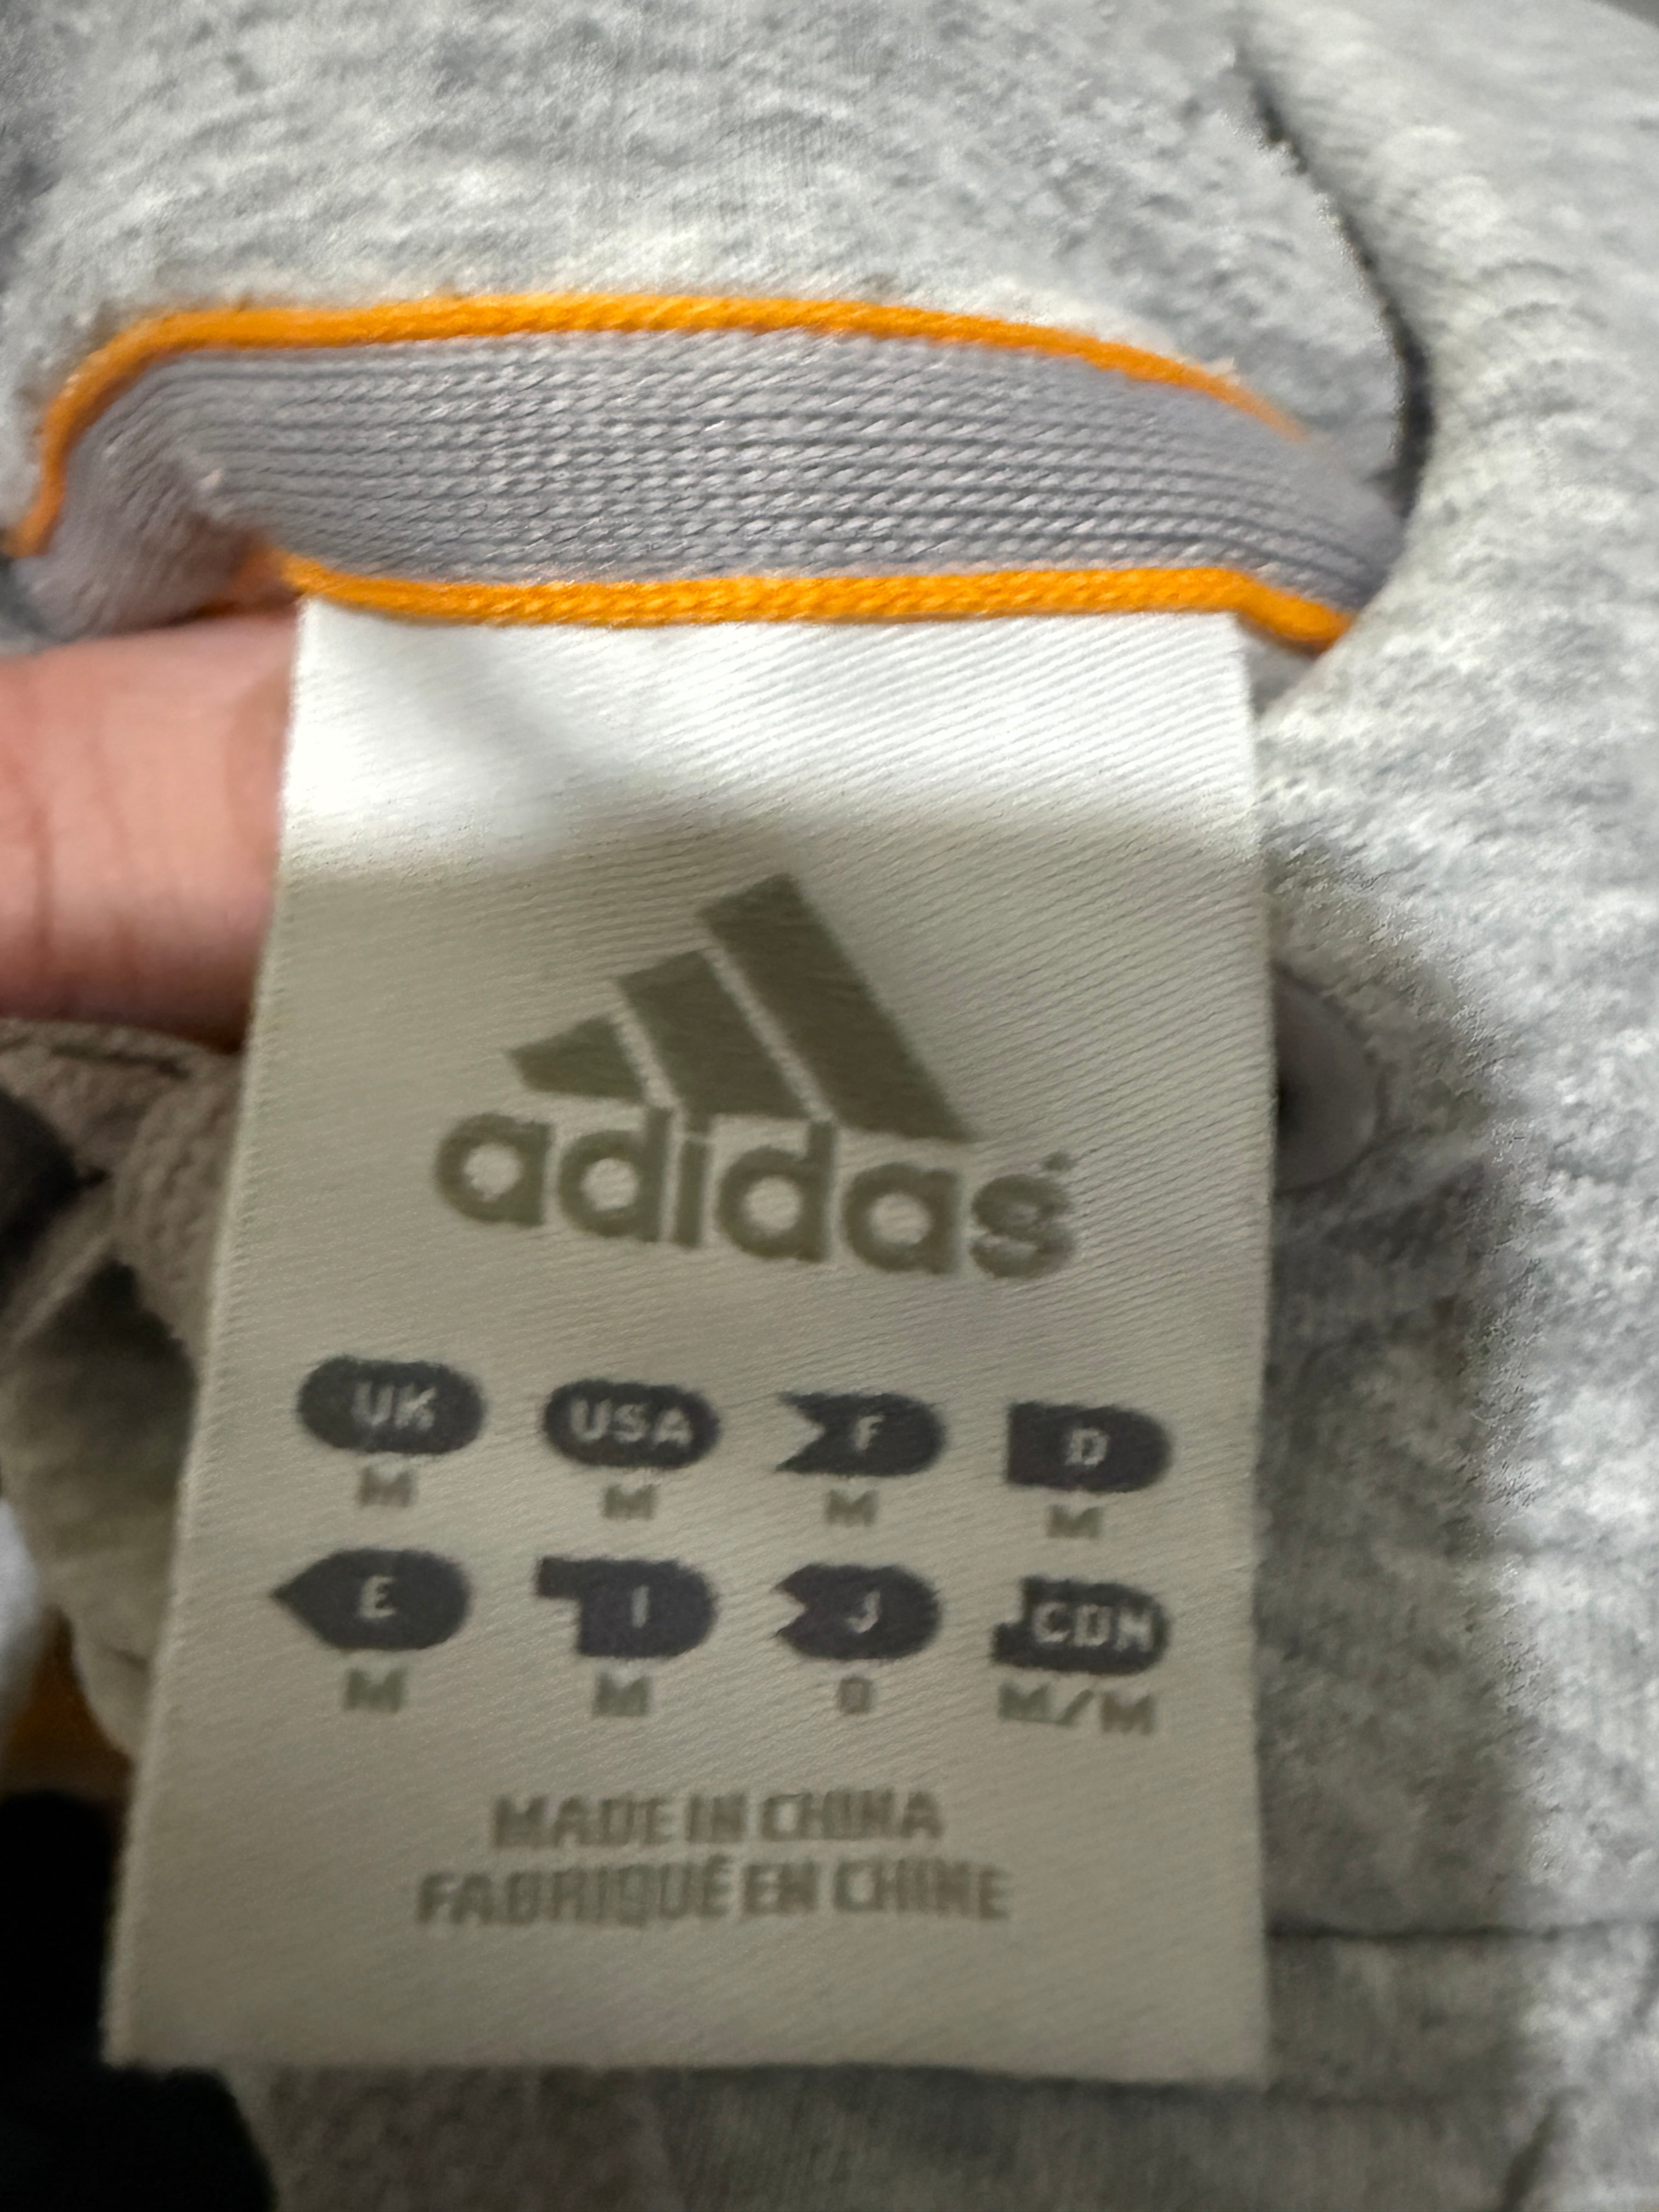 adidas
UK USA F D
M M M M
E I J CDN
M M O M/M
MADE IN CHINA
FABRIQUÉ EN CHINE